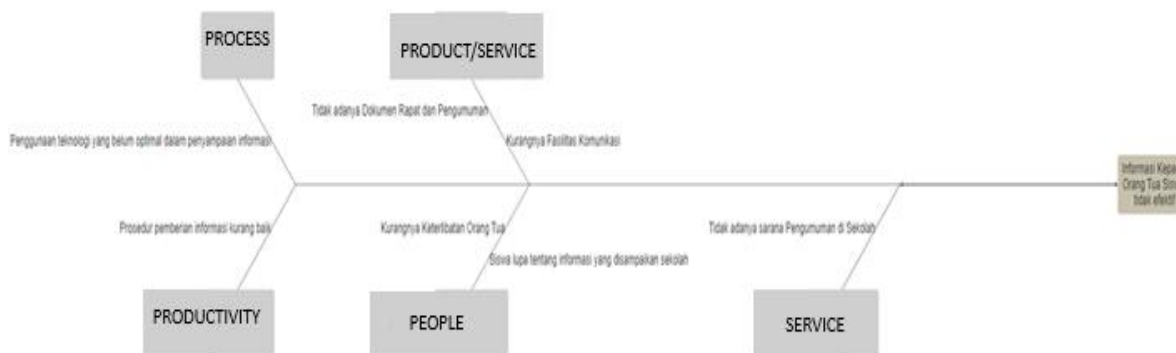 PROCESS
PRODUCT/SERVICE
Tidak adanya Dokumen Rapat dan Pengumuman
Penggunaan teknologi yang belum optimal dalam penyampaian informasi
Kurangnya Fasilitas Komunikasi
Informasi Kepa
Orang Tua Sis
tidak efektif
Prosedur pemberian informasi kurang baik
Kurangnya Keterlibatan Orang Tua
Tidak adanya sarana Pengumuman di Sekolah
Siswa lupa tentang informasi yang disampaikan sekolah
PRODUCTIVITY
PEOPLE
SERVICE